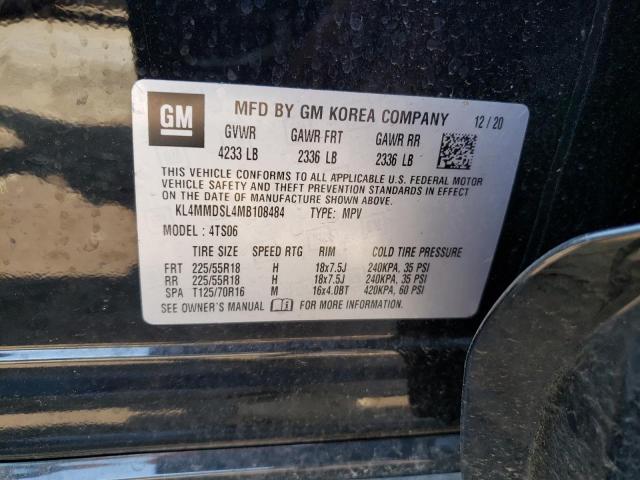 GM MFD BY GM KOREA COMPANY 12/20
GVWR GAWR FRT GAWR RR
4233 LB 2336 LB 2336 LB
THIS VEHICLE CONFORMS TO ALL APPLICABLE U.S. FEDERAL MOTOR
VEHICLE SAFETY AND THEFT PREVENTION STANDARDS IN EFFECT ON
THE DATE OF MANUFACTURE SHOWN ABOVE.
KL4MMDSL4MB108484 TYPE: MPV
MODEL: 4TS06
TIRE SIZE SPEED RTG RIM COLD TIRE PRESSURE
FRT 225/55R18 H 18x7.5J 240KPA, 35 PSI
RR 225/55R18 H 18x7.5J 240KPA, 35 PSI
SPA T125/70R16 M 16x4.0BT 420KPA, 60 PSI
SEE OWNER'S MANUAL FOR MORE INFORMATION.